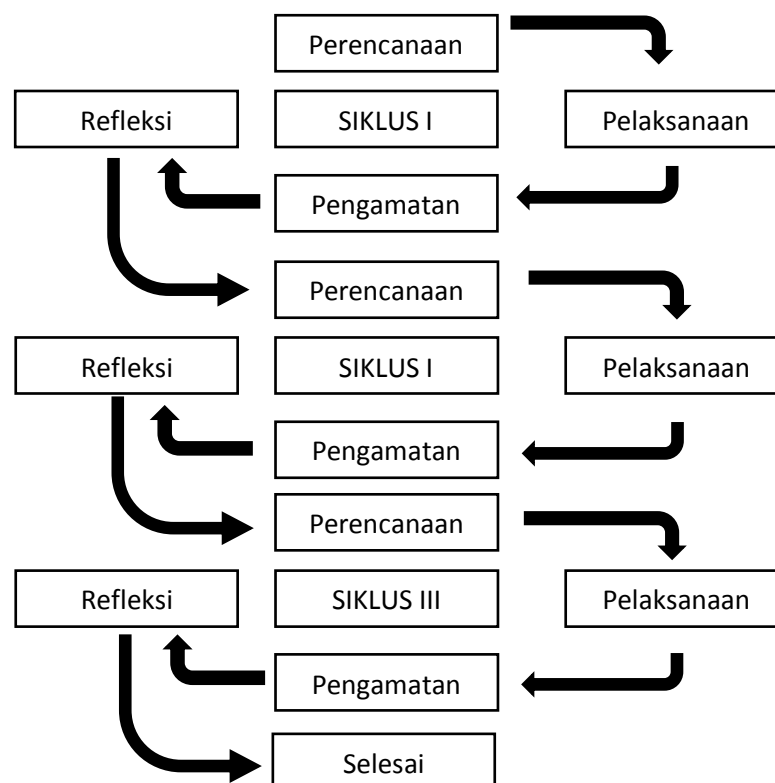 Perencanaan
Refleksi
SIKLUS I
Pelaksanaan
Pengamatan
Perencanaan
Refleksi
SIKLUS I
Pelaksanaan
Pengamatan
Perencanaan
Refleksi
SIKLUS III
Pelaksanaan
Pengamatan
Selesai